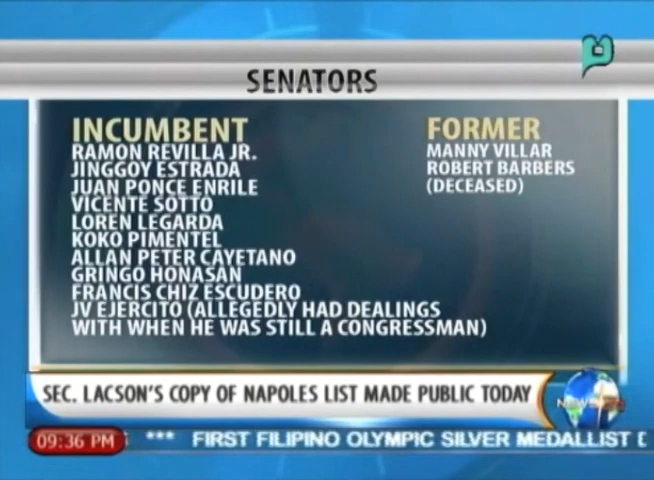 SENATORS
INCUMBENT
RAMON REVILLA JR.
JINGGOY ESTRADA
JUAN PONCE ENRILE
VICENTE SOTTO
LOREN LEGARDA
KOKO PIMENTEL
ALLAN PETER CAYETANO
GRINGO HONASAN
FRANCIS CHIZ ESCUDERO
JV EJERCITO (ALLEGEDLY HAD DEALINGS
WITH WHEN HE WAS STILL A CONGRESSMAN)
FORMER
MANNY VILLAR
ROBERT BARBERS
(DECEASED)
SEC. LACSON'S COPY OF NAPOLES LIST MADE PUBLIC TODAY
09:36 PM *** FIRST FILIPINO OLYMPIC SILVER MEDALLIST